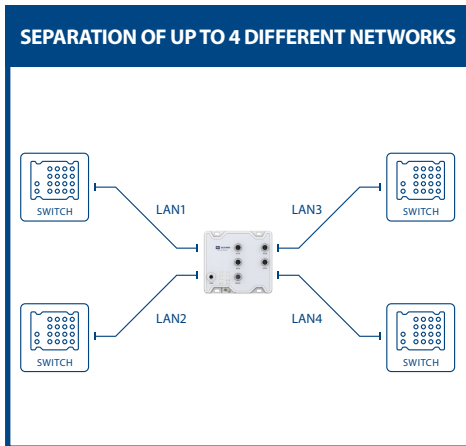 SEPARATION OF UP TO 4 DIFFERENT NETWORKS
SWITCH
LAN1
LAN3
SWITCH
SWITCH
LAN2
LAN4
SWITCH